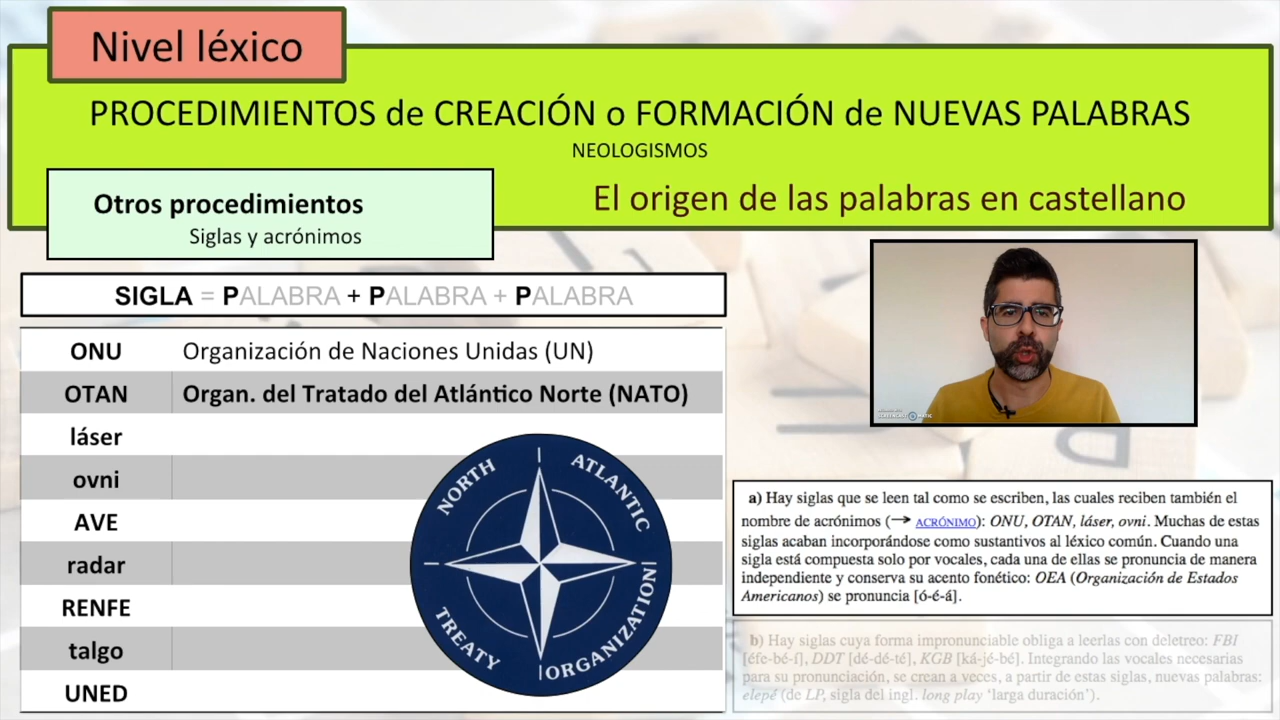 Nivel léxico
PROCEDIMIENTOS de CREACIÓN o FORMACIÓN de NUEVAS PALABRAS
NEOLOGISMOS
Otros procedimientos
Siglas y acrónimos
El origen de las palabras en castellano
SIGLA = PALABRA + PALABRA + PALABRA
ONU Organización de Naciones Unidas (UN)
OTAN Organ. del Tratado del Atlántico Norte (NATO)
láser
ovni
AVE
radar
RENFE
talgo
UNED
NORTH ATLANTIC
TREATY ORGANIZATION
SCREENCAST MATIC
a) Hay siglas que se leen tal como se escriben, las cuales reciben también el
nombre de acrónimos (→ ACRÓNIMO): ONU, OTAN, láser, ovni. Muchas de estas
siglas acaban incorporándose como sustantivos al léxico común. Cuando una
sigla está compuesta solo por vocales, cada una de ellas se pronuncia de manera
independiente y conserva su acento fonético: OEA (Organización de Estados
Americanos) se pronuncia [ó-é-á].
b) Hay siglas cuya forma impronunciable obliga a leerlas con deletreo: FBI
[éfe-bé-í], DDT [dé-dé-té], KGB [ká-jé-bé]. Integrando las vocales necesarias
para su pronunciación, se crean a veces, a partir de estas siglas, nuevas palabras:
elepé (de LP, sigla del ingl. long play ‘larga duración’).